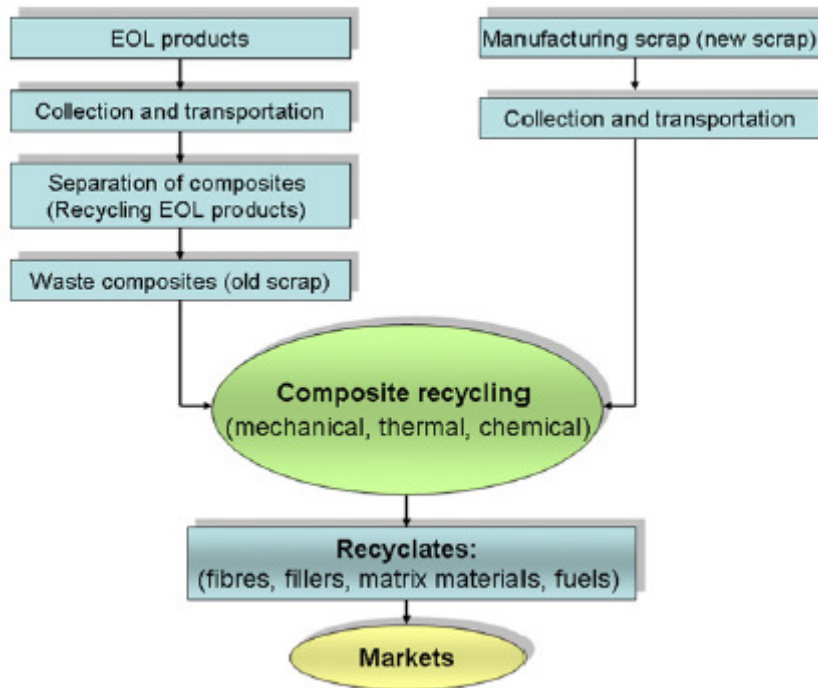 EOL products
Collection and transportation
Separation of composites
(Recycling EOL products)
Waste composites (old scrap)
Manufacturing scrap (new scrap)
Collection and transportation
Composite recycling
(mechanical, thermal, chemical)
Recyclates:
(fibres, fillers, matrix materials, fuels)
Markets